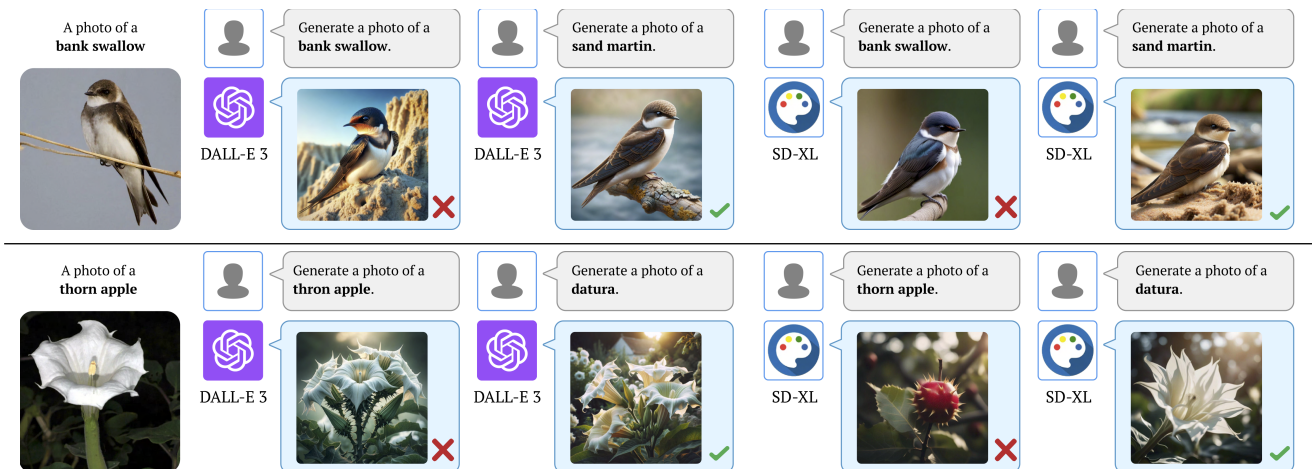 A photo of a
bank swallow
Generate a photo of a
bank swallow.
DALL-E 3
Generate a photo of a
sand martin.
DALL-E 3
Generate a photo of a
bank swallow.
SD-XL
Generate a photo of a
sand martin.
SD-XL
A photo of a
thorn apple
Generate a photo of a
thron apple.
DALL-E 3
Generate a photo of a
datura.
DALL-E 3
Generate a photo of a
thorn apple.
SD-XL
Generate a photo of a
datura.
SD-XL